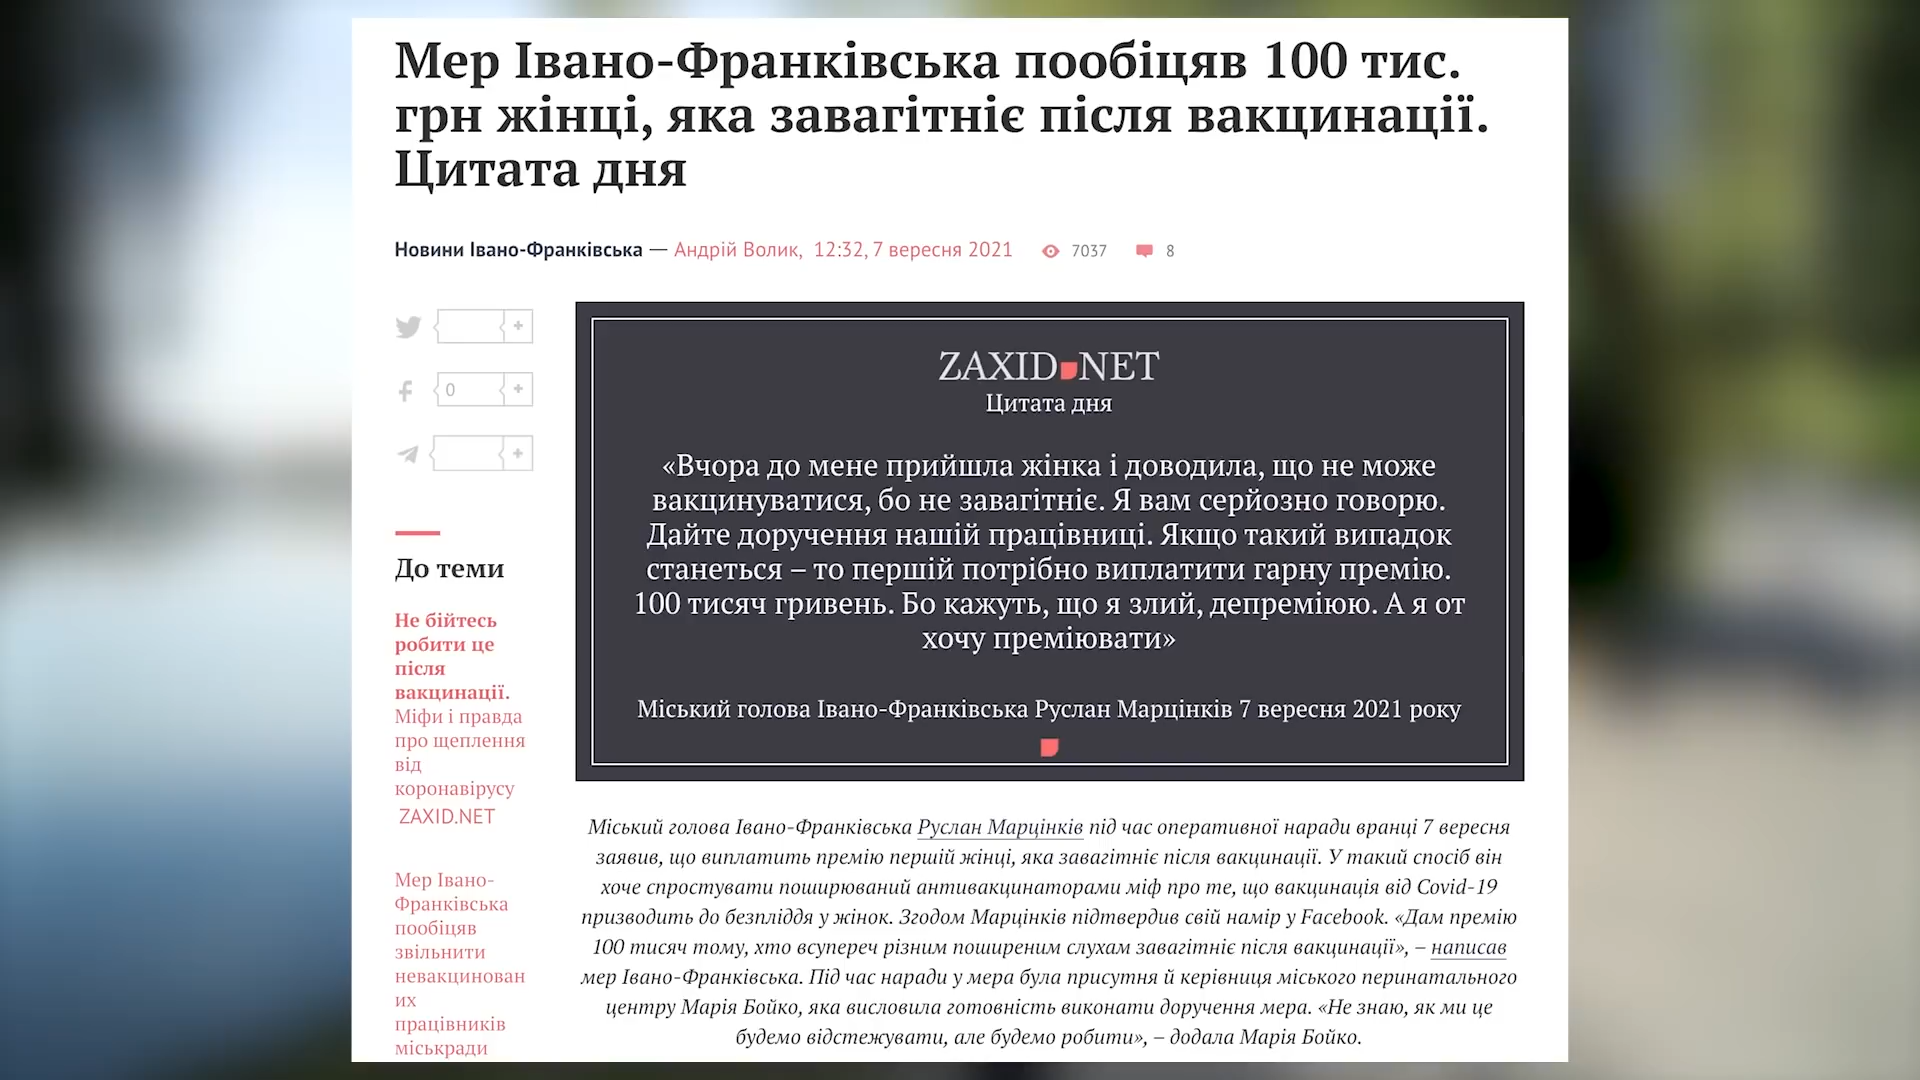 Мер Івано-Франківська пообіцяв 100 тис.
грн жінці, яка завагітніє після вакцинації.
Цитата дня
Новини Івано-Франківська — Андрій Волик, 12:32, 7 вересня 2021 7037 8
+
0 +
+
До теми
Не бійтесь
робити це
після
вакцинації.
Міфи і правда
про щеплення
від
коронавірусу
ZAXID.NET
Мер Івано-
Франківська
пообіцяв
звільнити
невакцинован
их
працівників
міськради
ZAXID.NET
Цитата дня
«Вчора до мене прийшла жінка і доводила, що не може
вакцинуватися, бо не завагітніє. Я вам серйозно говорю.
Дайте доручення нашій працівниці. Якщо такий випадок
станеться – то першій потрібно виплатити гарну премію.
100 тисяч гривень. Бо кажуть, що я злий, депреміюю. А я от
хочу преміювати»
Міський голова Івано-Франківська Руслан Марцінків 7 вересня 2021 року
Міський голова Івано-Франківська Руслан Марцінків під час оперативної наради вранці 7 вересня
заявив, що виплатить премію першій жінці, яка завагітніє після вакцинації. У такий спосіб він
хоче спростувати поширюваний антивакцинаторами міф про те, що вакцинація від Covid-19
призводить до безпліддя у жінок. Згодом Марцінків підтвердив свій намір у Facebook. «Дам премію
100 тисяч тому, хто всупереч різним поширеним слухам завагітніє після вакцинації», – написав
мер Івано-Франківська. Під час наради у мера була присутня й керівниця міського перинатального
центру Марія Бойко, яка висловила готовність виконати доручення мера. «Не знаю, як ми це
будемо відстежувати, але будемо робити», – додала Марія Бойко.